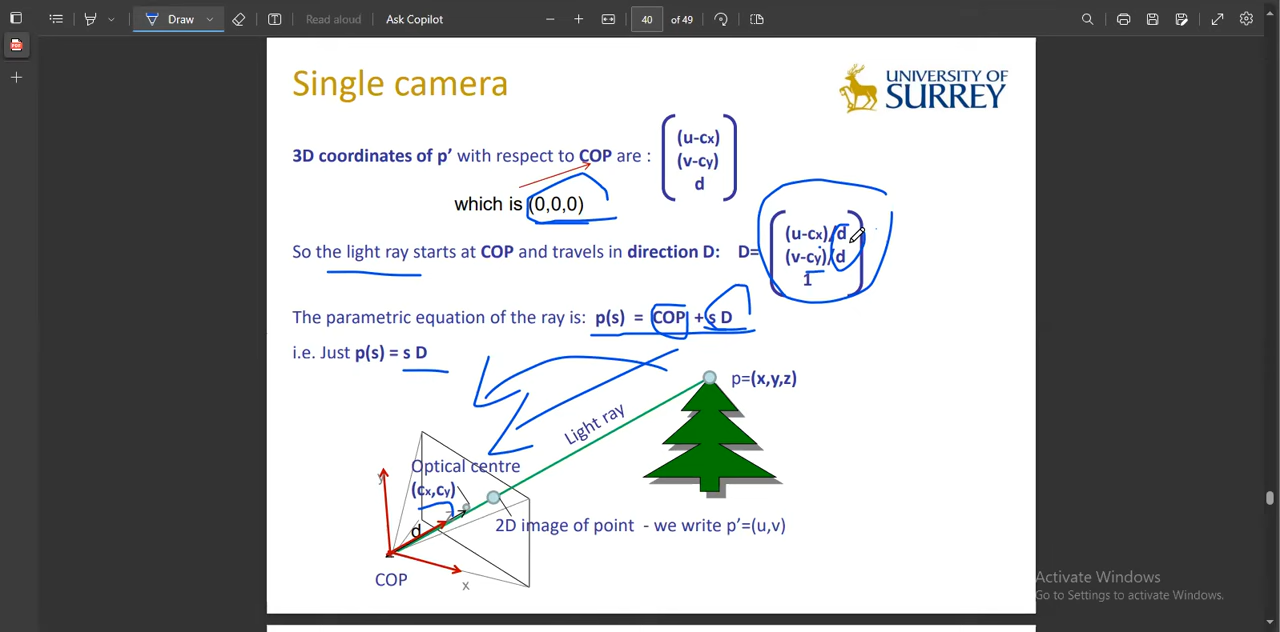 Draw
Read aloud
Ask Copilot
40 of 49
Single camera
UNIVERSITY OF
SURREY
3D coordinates of p' with respect to COP are :
(u-cx)
(v-cy)
d
which is (0,0,0)
So the light ray starts at COP and travels in direction D: D=
(u-cx)/d
(v-cy)/d
1
The parametric equation of the ray is: p(s) = COP + s D
i.e. Just p(s) = s D
p=(x,y,z)
Light ray
Optical centre
(cx,cy)
y
z
d
2D image of point - we write p'=(u,v)
COP
x
Activate Windows
Go to Settings to activate Windows.